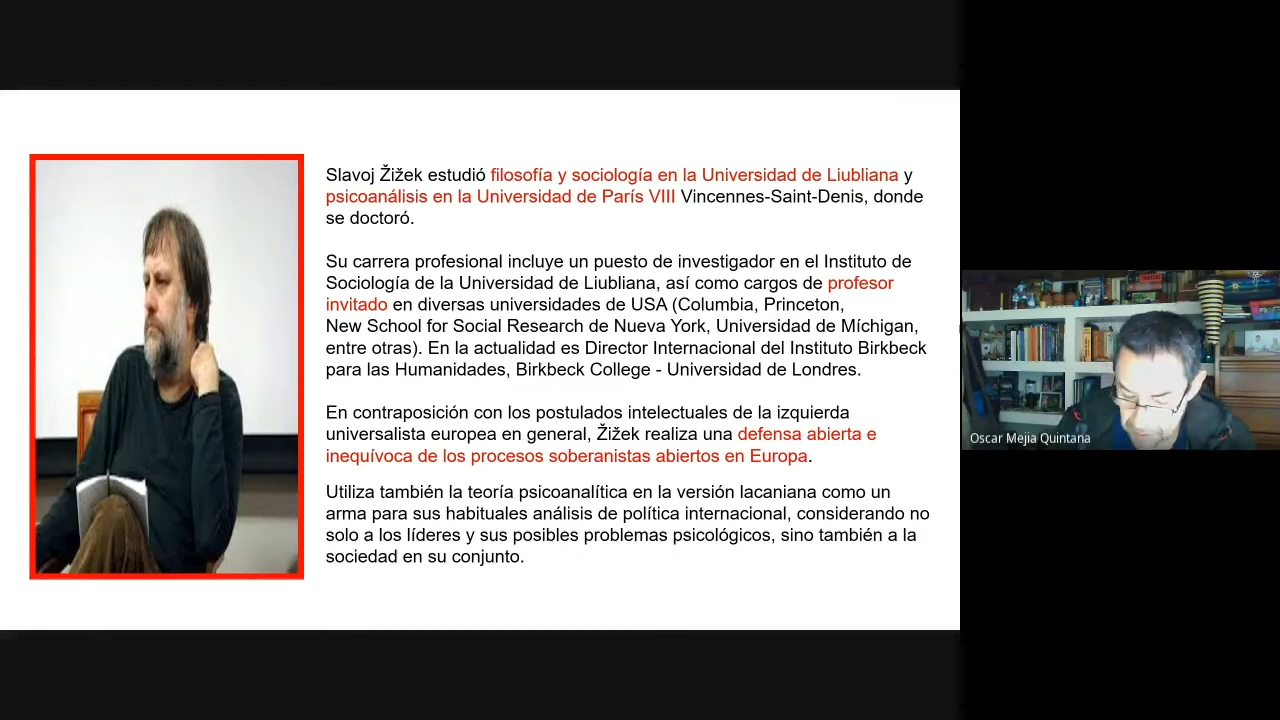 Slavoj Žižek estudió filosofía y sociología en la Universidad de Liubliana y
psicoanálisis en la Universidad de París VIII Vincennes-Saint-Denis, donde
se doctoró.
Su carrera profesional incluye un puesto de investigador en el Instituto de
Sociología de la Universidad de Liubliana, así como cargos de profesor
invitado en diversas universidades de USA (Columbia, Princeton,
New School for Social Research de Nueva York, Universidad de Míchigan,
entre otras). En la actualidad es Director Internacional del Instituto Birkbeck
para las Humanidades, Birkbeck College - Universidad de Londres.
En contraposición con los postulados intelectuales de la izquierda
universalista europea en general, Žižek realiza una defensa abierta e
inequívoca de los procesos soberanistas abiertos en Europa.
Utiliza también la teoría psicoanalítica en la versión lacaniana como un
arma para sus habituales análisis de política internacional, considerando no
solo a los líderes y sus posibles problemas psicológicos, sino también a la
sociedad en su conjunto.
Oscar Mejia Quintana